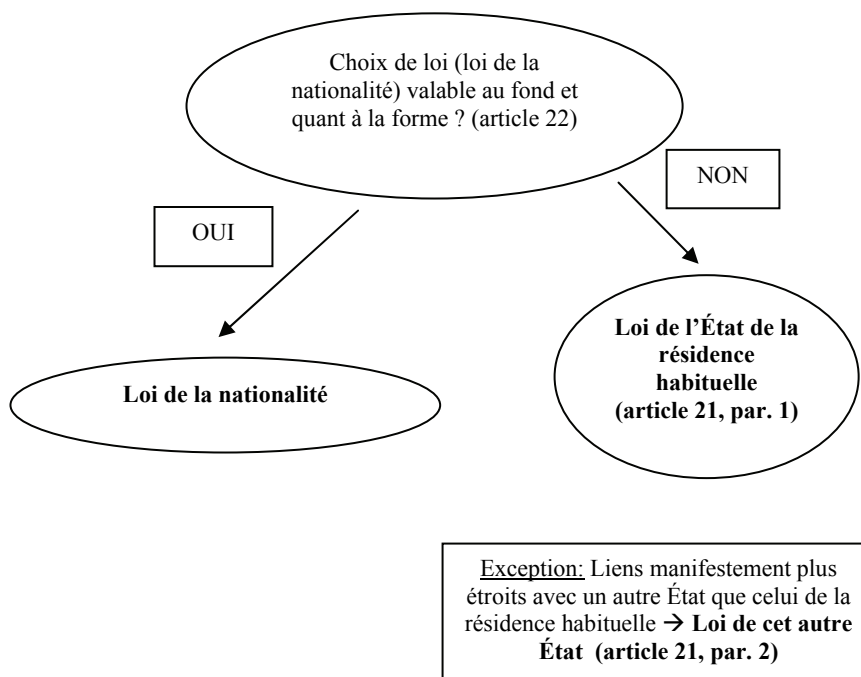 Choix de loi (loi de la
nationalité) valable au fond et
quant à la forme ? (article 22)
NON
OUI
Loi de l’État de la
résidence
habituelle
(article 21, par. 1)
Loi de la nationalité
Exception: Liens manifestement plus
étroits avec un autre État que celui de la
résidence habituelle → Loi de cet autre
État (article 21, par. 2)